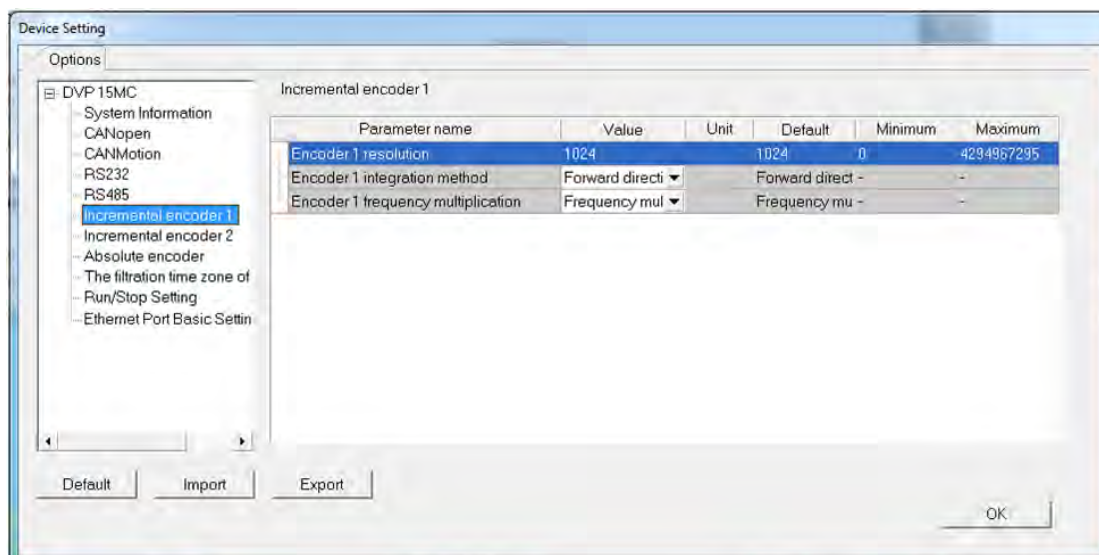 Device Setting
Options
DVP 15MC
System Information
CANopen
CANMotion
RS232
RS485
Incremental encoder 1
Incremental encoder 2
Absolute encoder
The filtration time zone of
Run/Stop Setting
Ethernet Port Basic Settin
Incremental encoder 1
Parameter name Value Unit Default Minimum Maximum
Encoder 1 resolution 1024 1024 0 4294967295
Encoder 1 integration method Forward directi Forward direct - -
Encoder 1 frequency multiplication Frequency mul Frequency mu - -
Default Import Export
OK